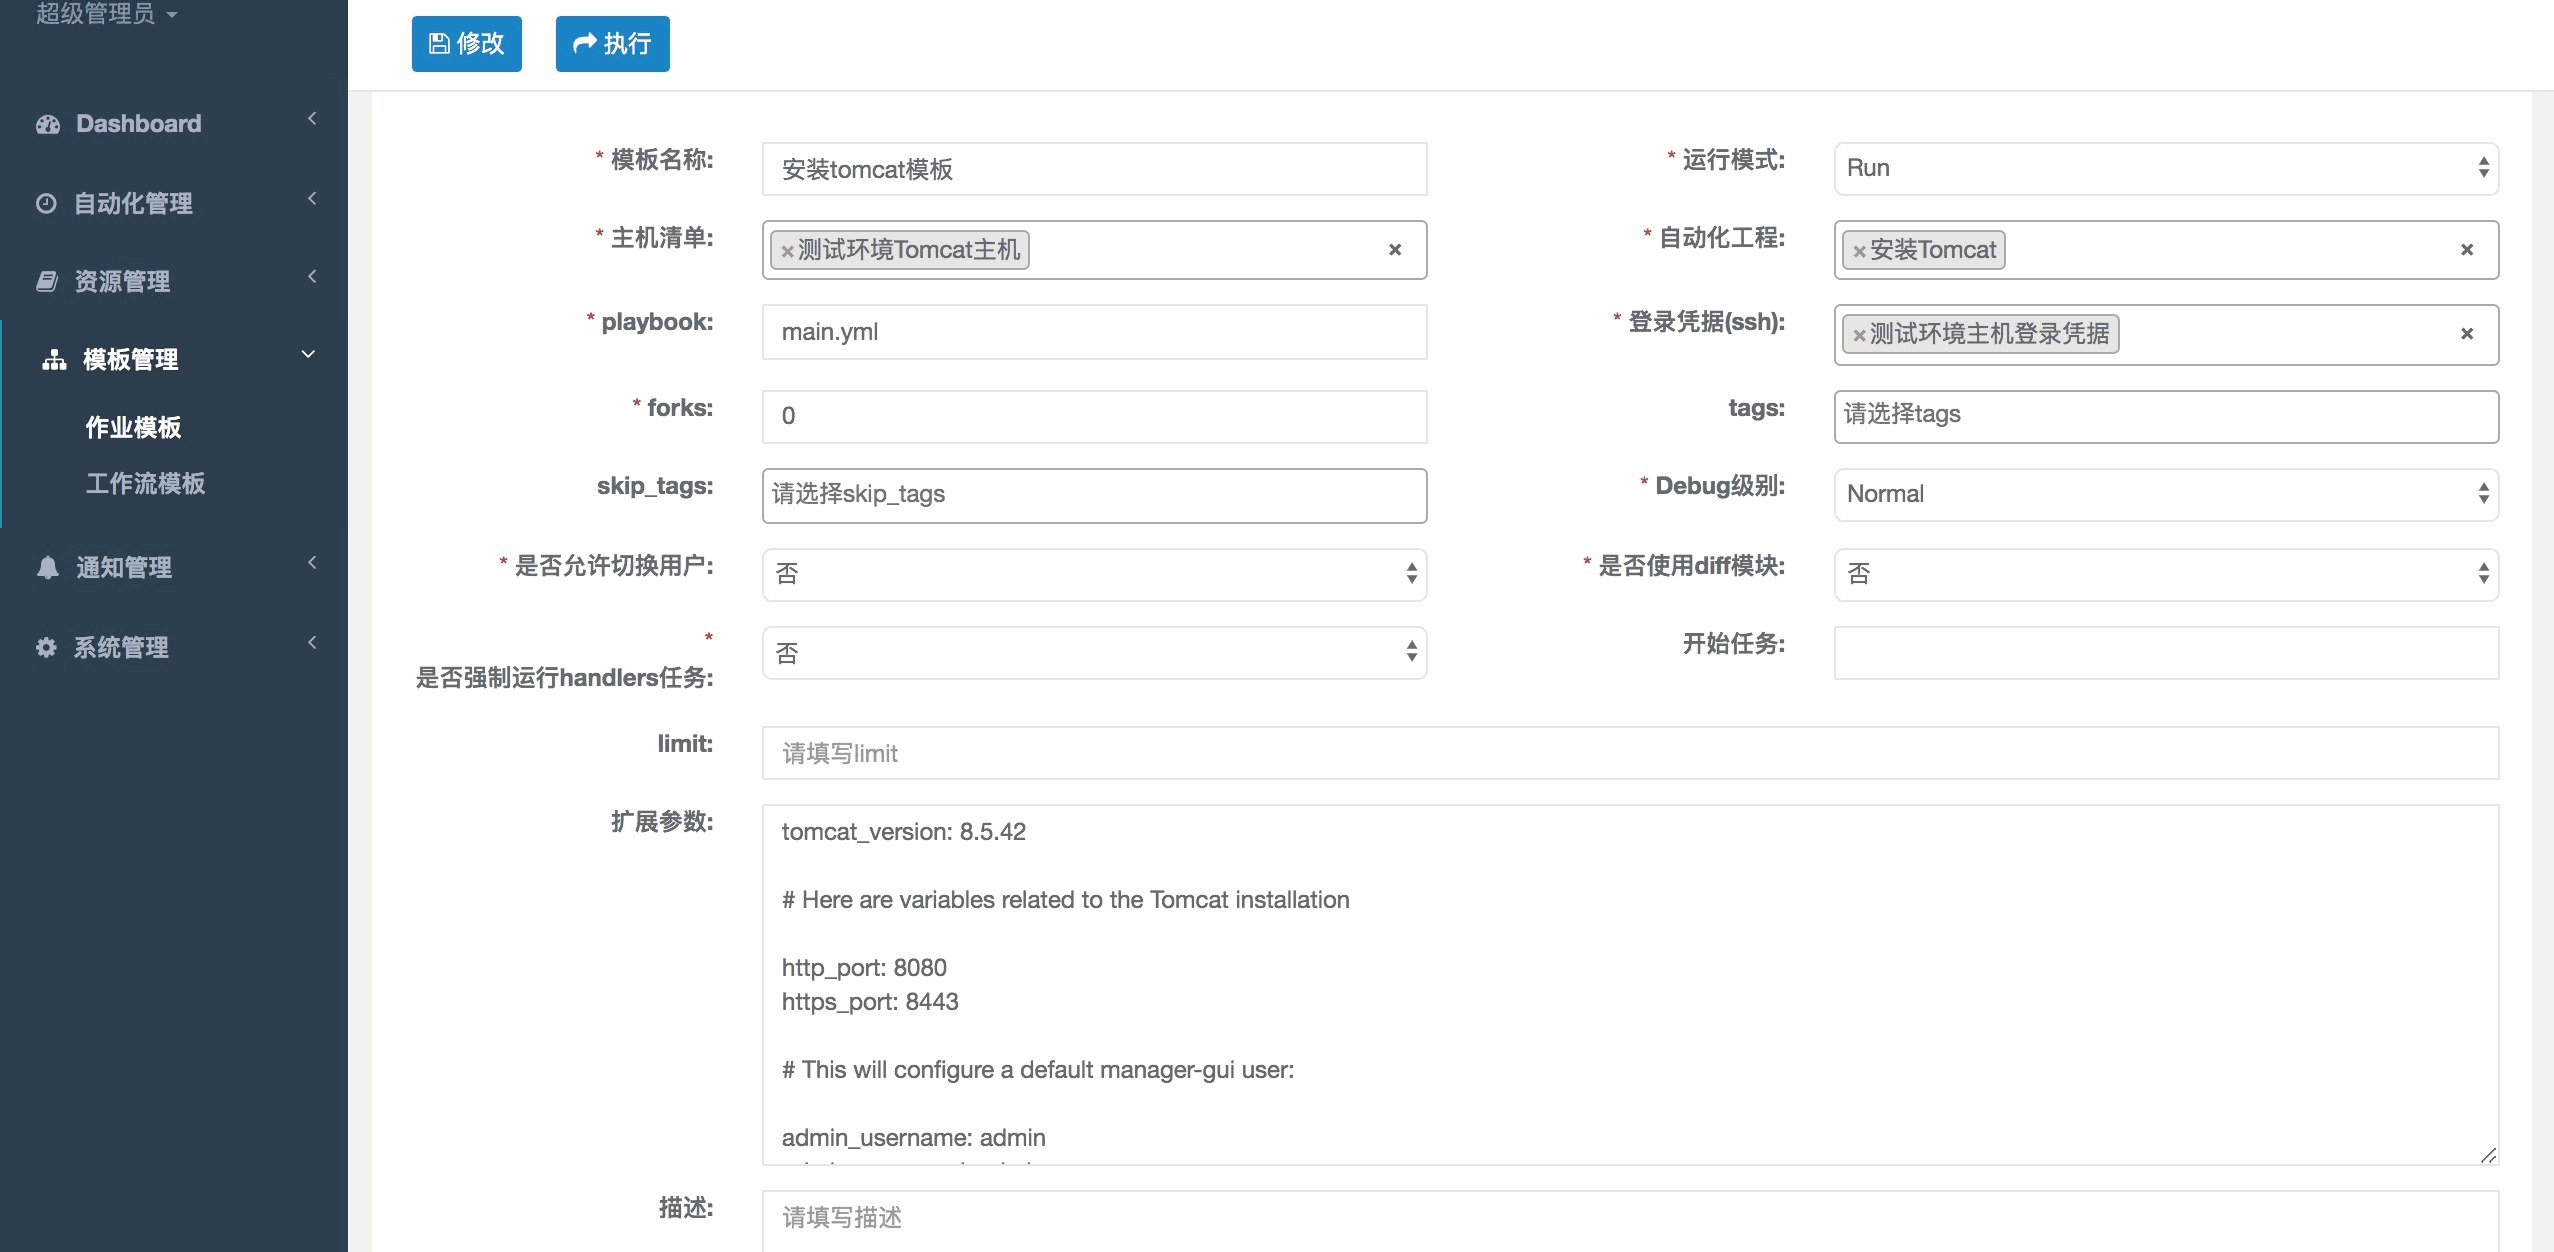 超级管理员
修改
执行
Dashboard
自动化管理
资源管理
模板管理
作业模板
工作流模板
通知管理
系统管理
* 模板名称:
安装tomcat模板
* 运行模式:
Run
* 主机清单:
×测试环境Tomcat主机
×
* 自动化工程:
×安装Tomcat
×
* playbook:
main.yml
* 登录凭据(ssh):
×测试环境主机登录凭据
×
* forks:
0
tags:
请选择tags
skip_tags:
请选择skip_tags
* Debug级别:
Normal
* 是否允许切换用户:
否
* 是否使用diff模块:
否
*
是否强制运行handlers任务:
否
开始任务:
limit:
请填写limit
扩展参数:
tomcat_version: 8.5.42
# Here are variables related to the Tomcat installation
http_port: 8080
https_port: 8443
# This will configure a default manager-gui user:
admin_username: admin
描述:
请填写描述